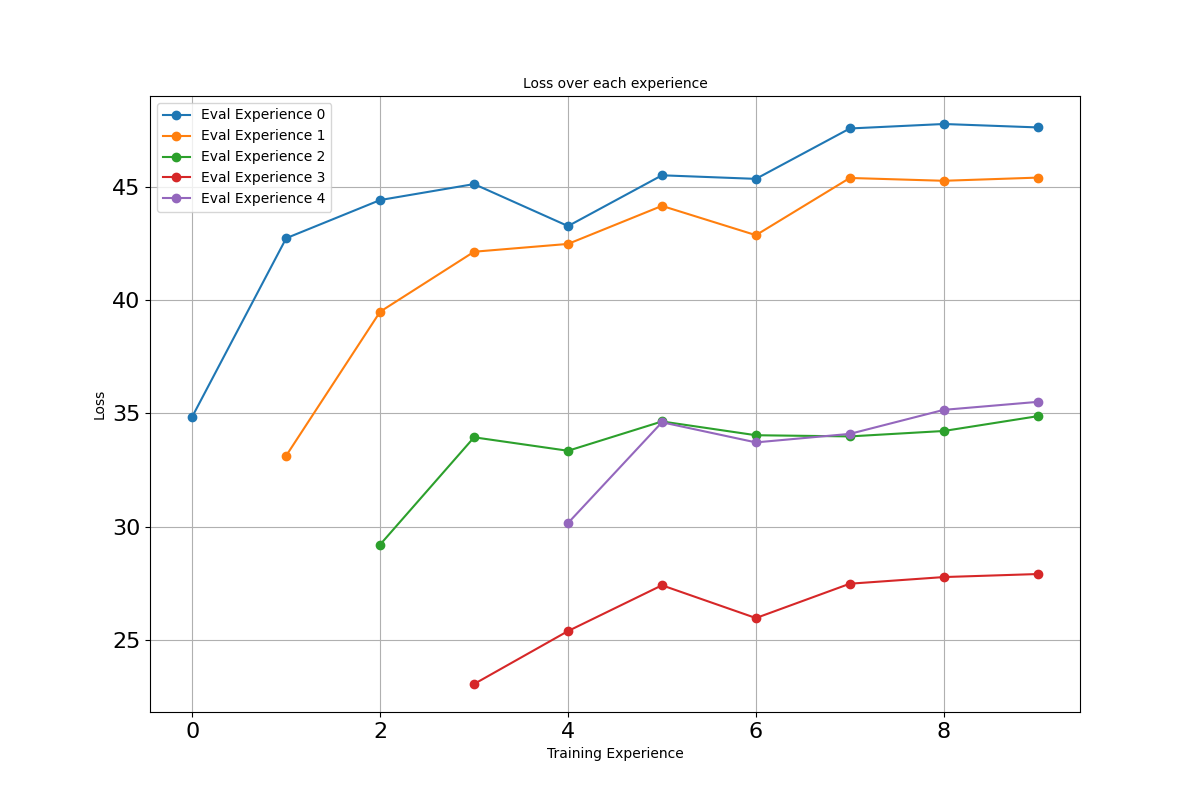 Loss over each experience
Eval Experience 0
Eval Experience 1
Eval Experience 2
Eval Experience 3
Eval Experience 4
45
40
35
30
25
Loss
0 2 4 6 8
Training Experience